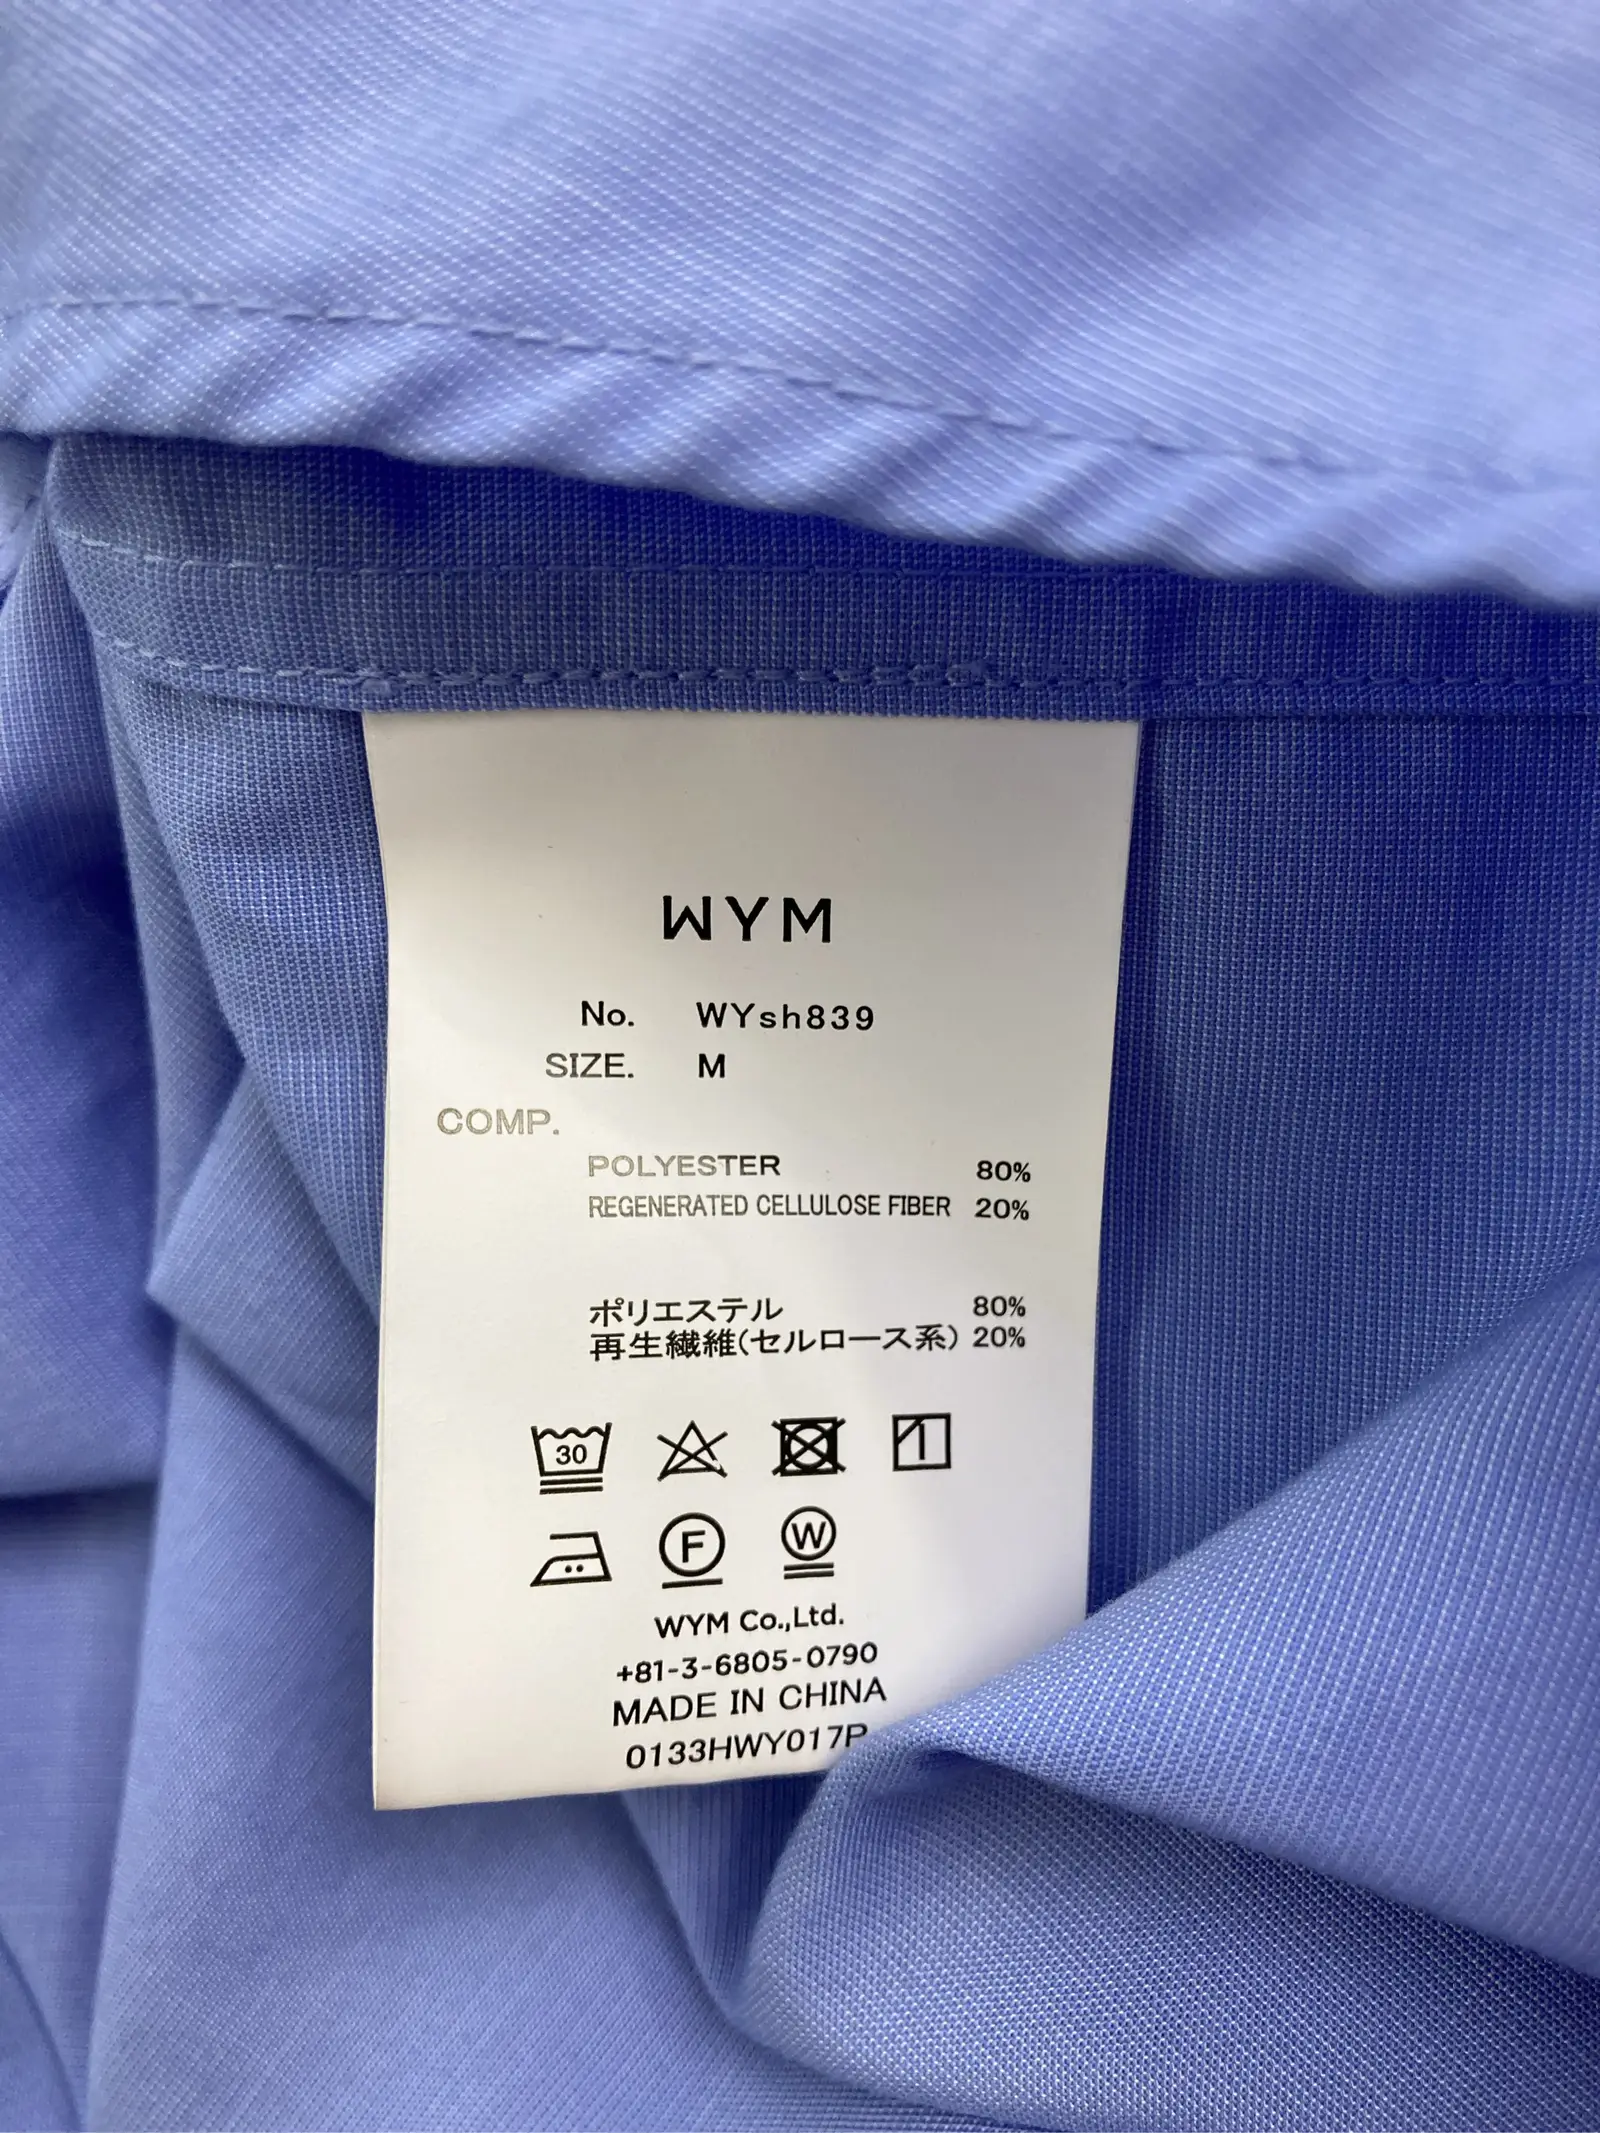 WYM
No. WYsh839
SIZE. M
COMP.
POLYESTER 80%
REGENERATED CELLULOSE FIBER 20%
ポリエステル 80%
再生繊維(セルロース系) 20%
30
F
W
WYM Co.,Ltd.
+81-3-6805-0790
MADE IN CHINA
0133HWY017P